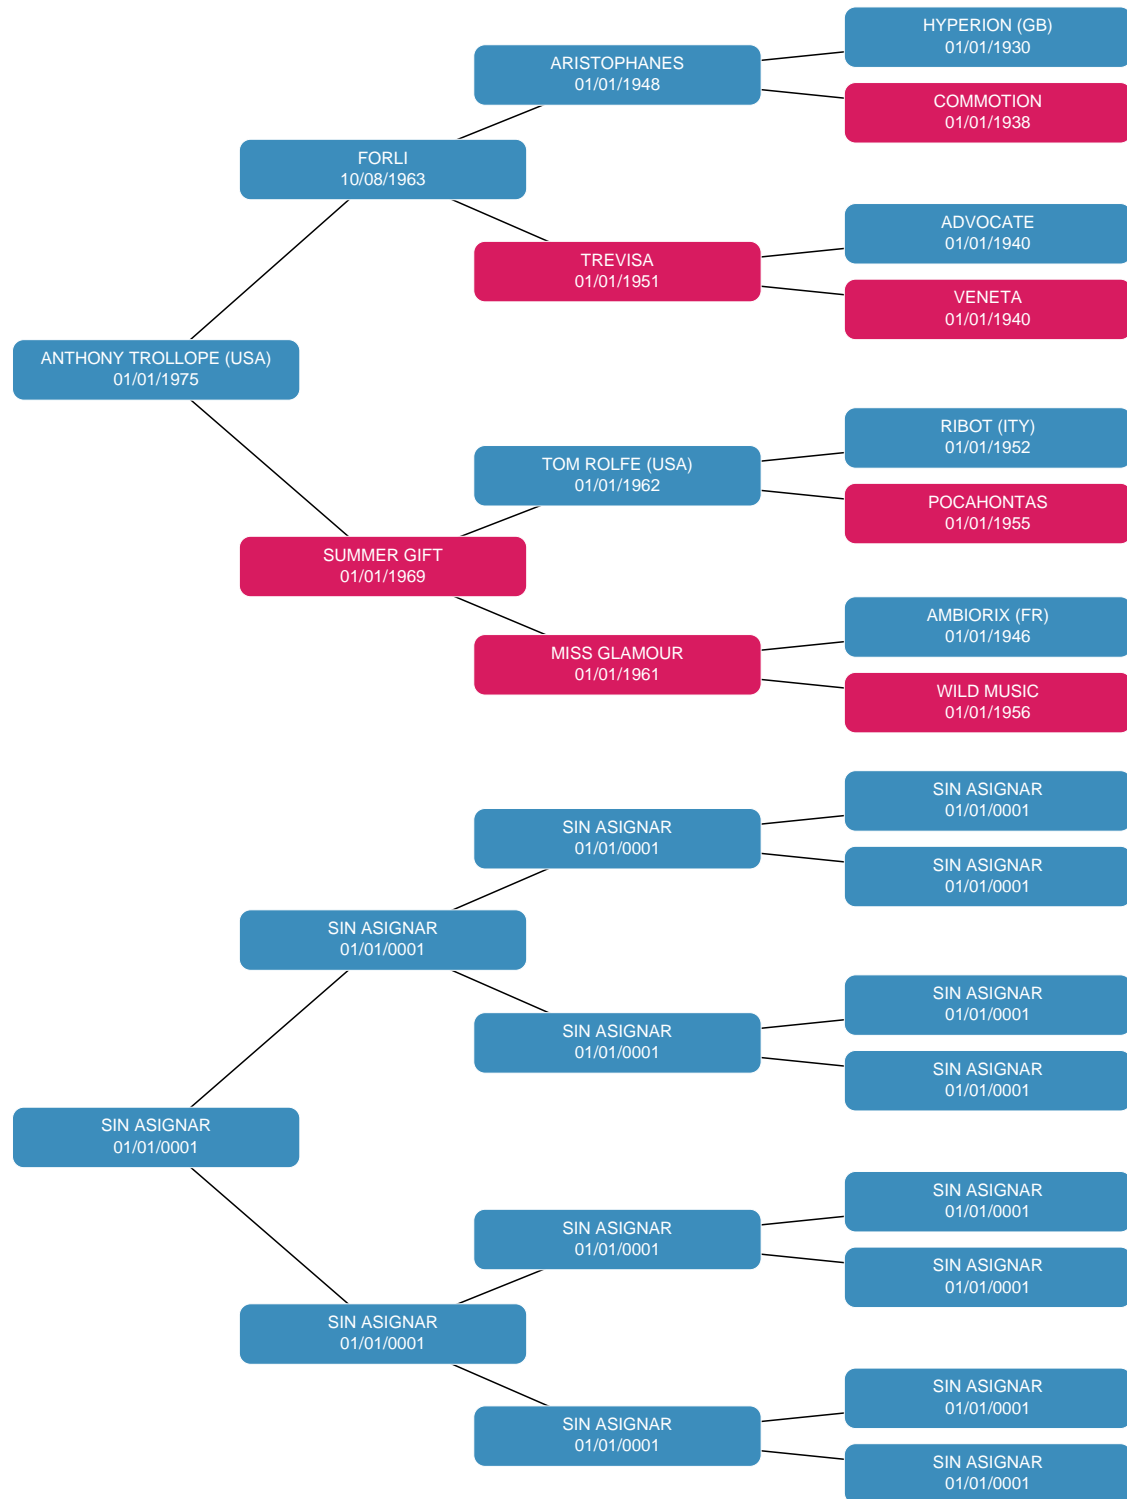 HYPERION (GB)
01/01/1930
ARISTOPHANES
01/01/1948
COMMOTION
01/01/1938
FORLI
10/08/1963
ADVOCATE
01/01/1940
TREVISA
01/01/1951
VENETA
01/01/1940
ANTHONY TROLLOPE (USA)
01/01/1975
RIBOT (ITY)
01/01/1952
TOM ROLFE (USA)
01/01/1962
POCAHONTAS
01/01/1955
SUMMER GIFT
01/01/1969
AMBIORIX (FR)
01/01/1946
MISS GLAMOUR
01/01/1961
WILD MUSIC
01/01/1956
SIN ASIGNAR
01/01/0001
SIN ASIGNAR
01/01/0001
SIN ASIGNAR
01/01/0001
SIN ASIGNAR
01/01/0001
SIN ASIGNAR
01/01/0001
SIN ASIGNAR
01/01/0001
SIN ASIGNAR
01/01/0001
SIN ASIGNAR
01/01/0001
SIN ASIGNAR
01/01/0001
SIN ASIGNAR
01/01/0001
SIN ASIGNAR
01/01/0001
SIN ASIGNAR
01/01/0001
SIN ASIGNAR
01/01/0001
SIN ASIGNAR
01/01/0001
SIN ASIGNAR
01/01/0001